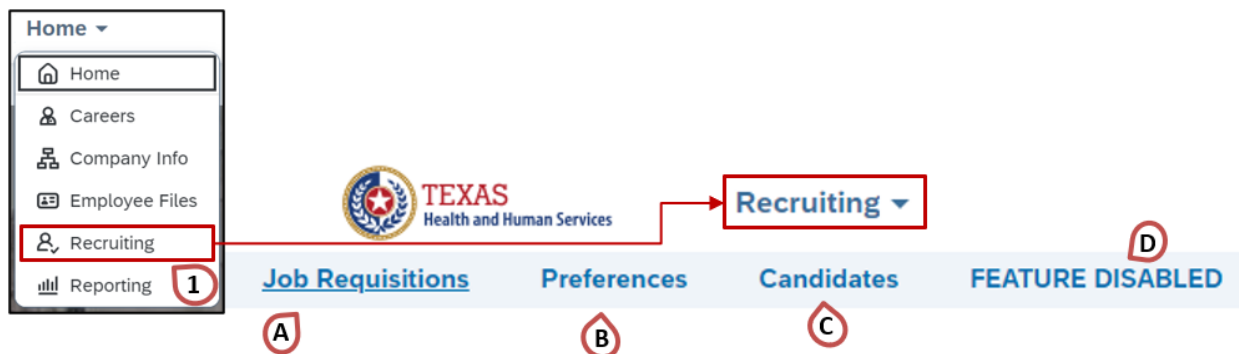 Home
Home
Careers
Company Info
Employee Files
Recruiting
Reporting
1
TEXAS
Health and Human Services
Recruiting
D
Job Requisitions Preferences Candidates FEATURE DISABLED
A B C